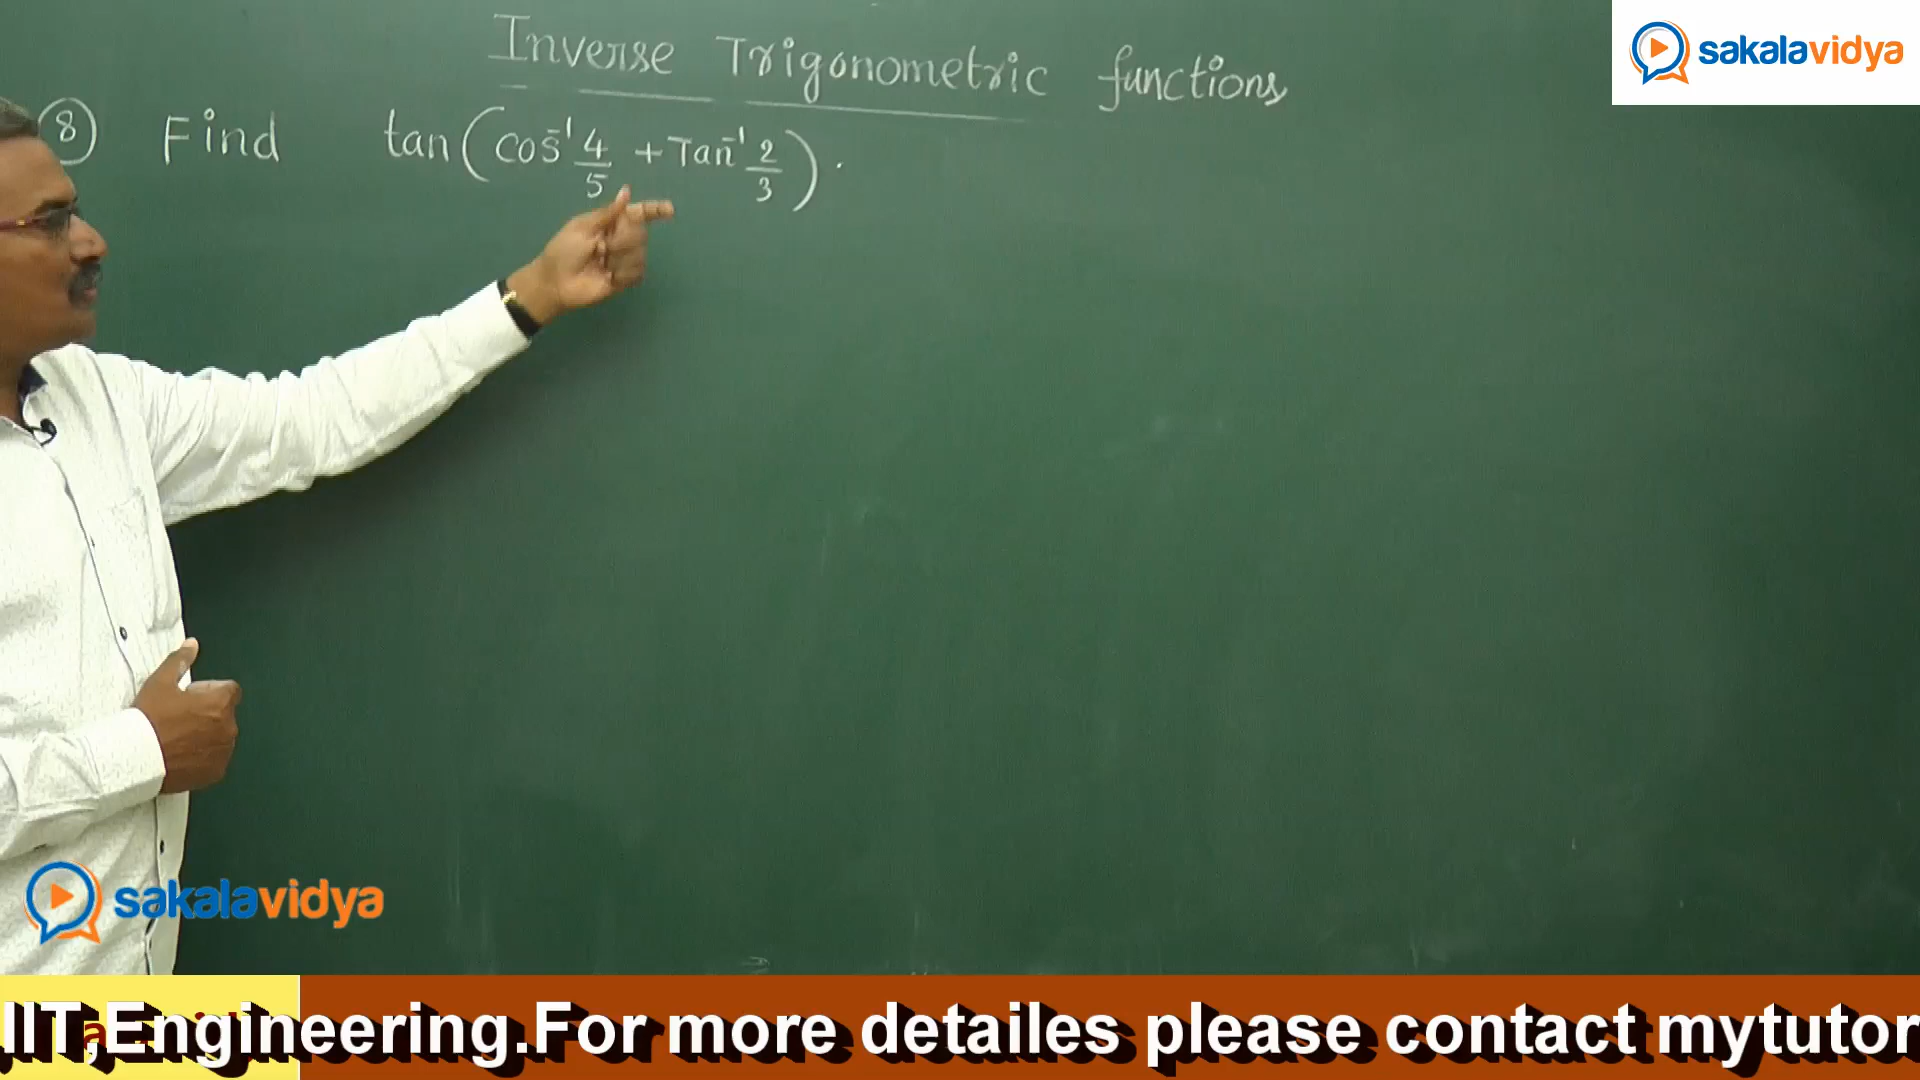 Inverse Trigonometric functions
sakalavidya
8 Find tan(cos⁻¹ 4/5 + Tan⁻¹ 2/3).
sakalavidya
IIT,Engineering.For more detailes please contact mytutor